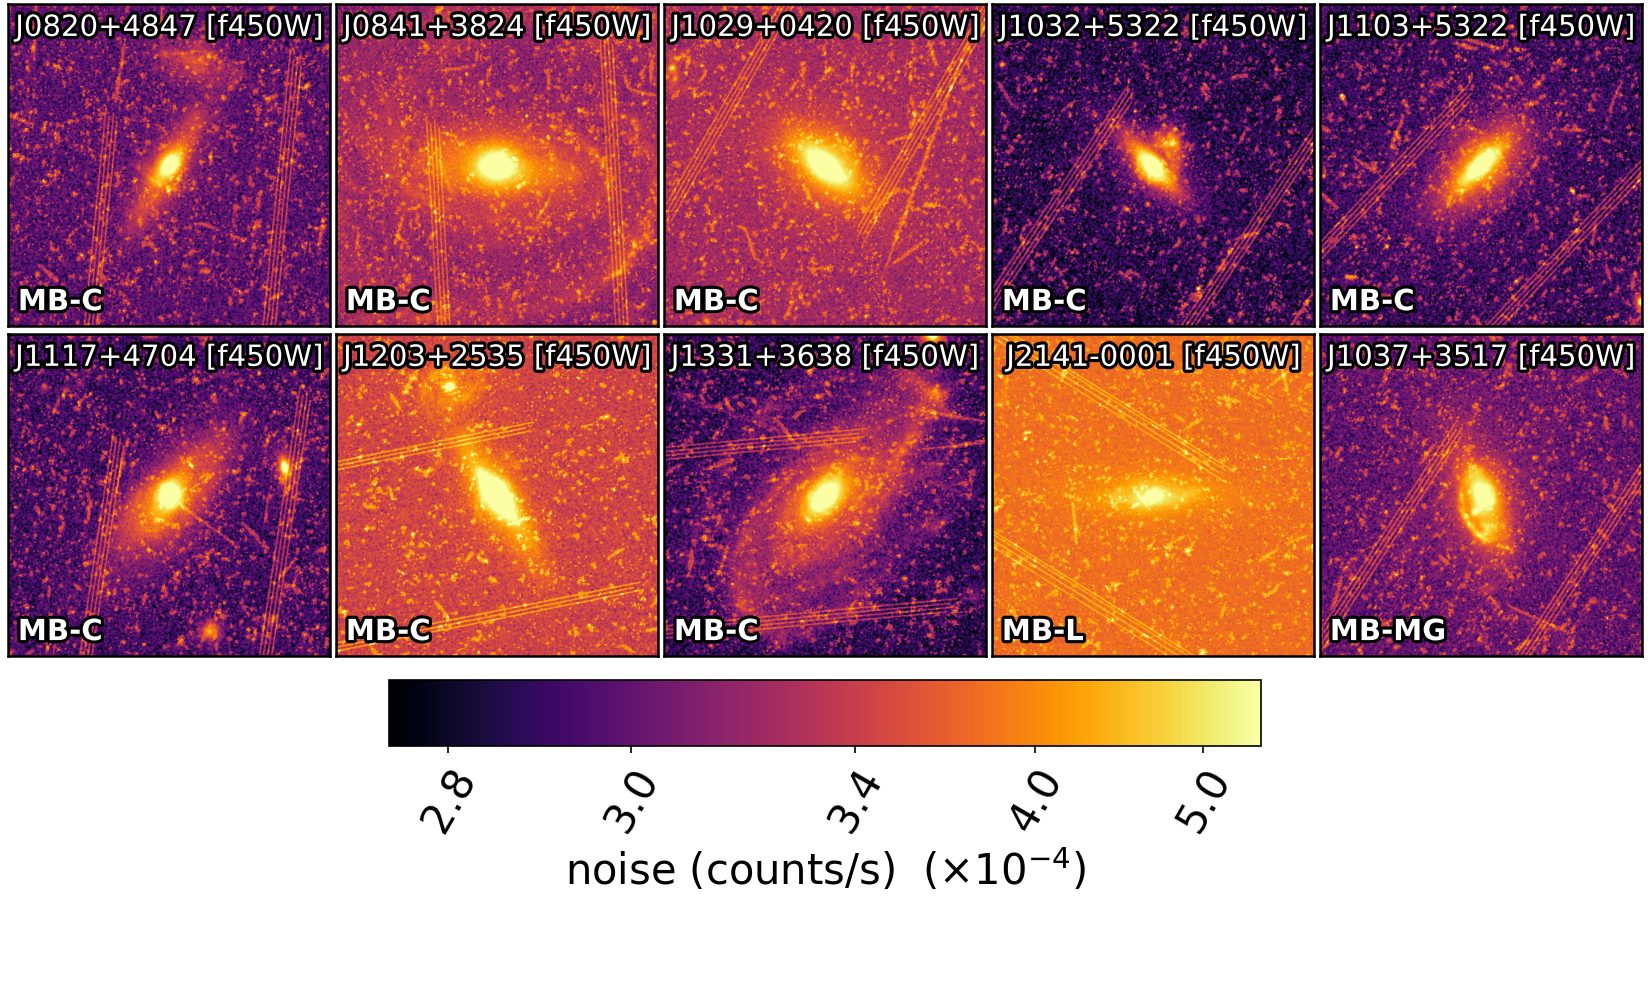 J0820+4847 [f450W] J0841+3824 [f450W] J1029+0420 [f450W] J1032+5322 [f450W] J1103+5322 [f450W]
MB-C MB-C MB-C MB-C MB-C
J1117+4704 [f450W] J1203+2535 [f450W] J1331+3638 [f450W] J2141-0001 [f450W] J1037+3517 [f450W]
MB-C MB-C MB-C MB-L MB-MG
2.8 3.0 3.4 4.0 5.0
noise (counts/s) (×10⁻⁴)